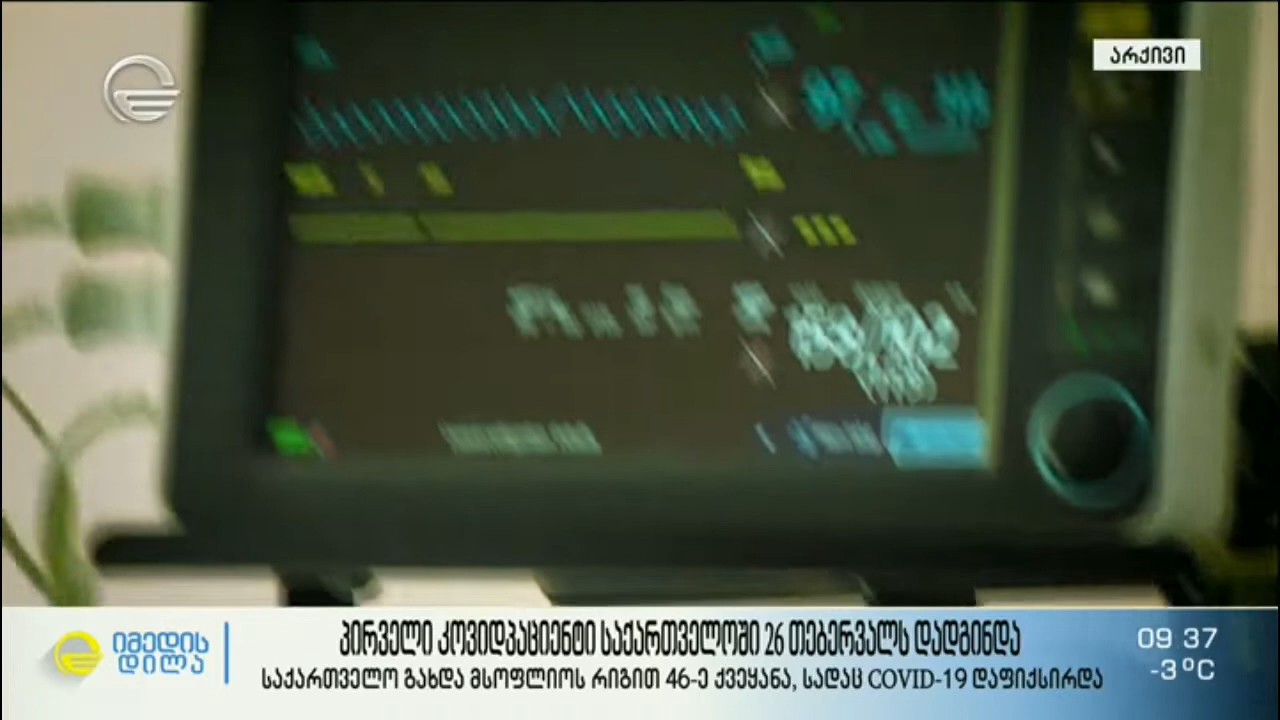 არქივი
პირველი კოვიდპაციენტი საქართველოში 26 თებერვალს დადგინდა
იმედის
დილა
საქართველო გახდა მსოფლიოს რიგით 46-ე ქვეყანა, სადაც COVID-19 დაფიქსირდა
09 37
-3°C